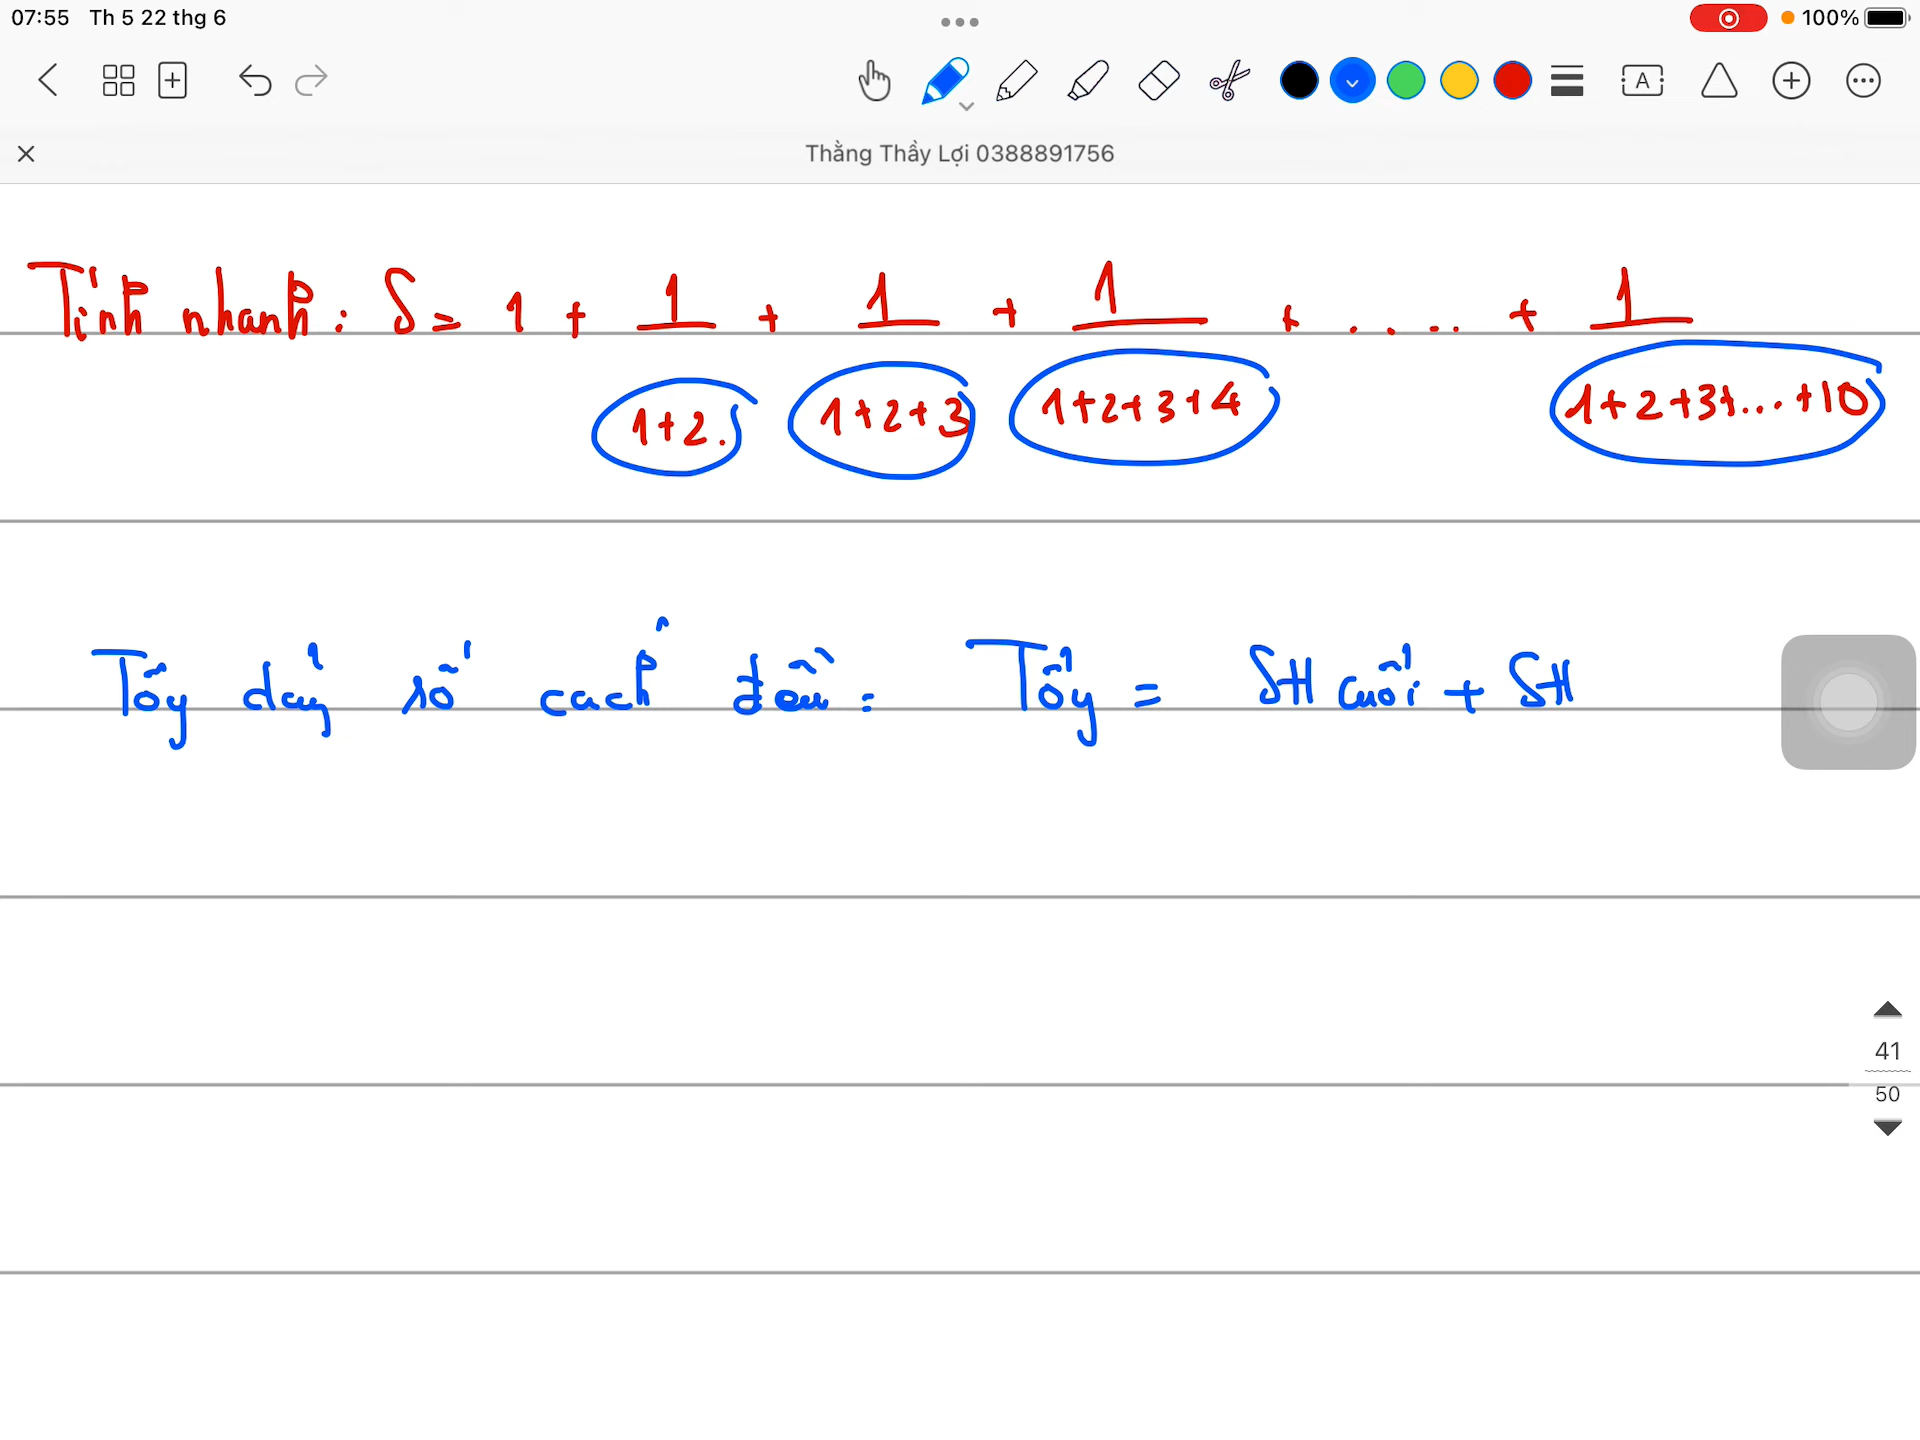 07:55 Th 5 22 thg 6
100%
A
Thằng Thầy Lợi 0388891756
Tính nhanh: S = 1 + 1 + 1 + 1 + ..... + 1
1+2. 1+2+3 1+2+3+4 1+2+3+...+10
Tổng dãy số cách đều: Tổng = SH cuối + SH
41
50